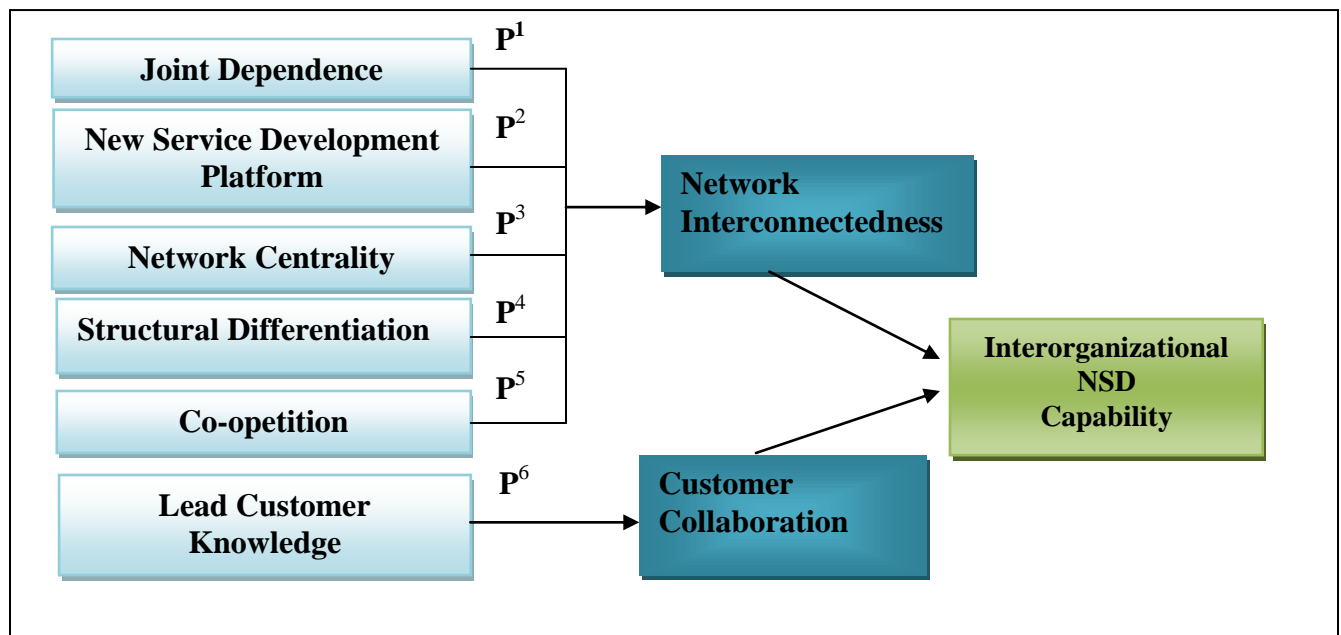 P1
Joint Dependence
P2
New Service Development
Platform
P3
Network Centrality
P4
Structural Differentiation
P5
Co-opetition
P6
Lead Customer
Knowledge
Network
Interconnectedness
Customer
Collaboration
Interorganizational
NSD
Capability